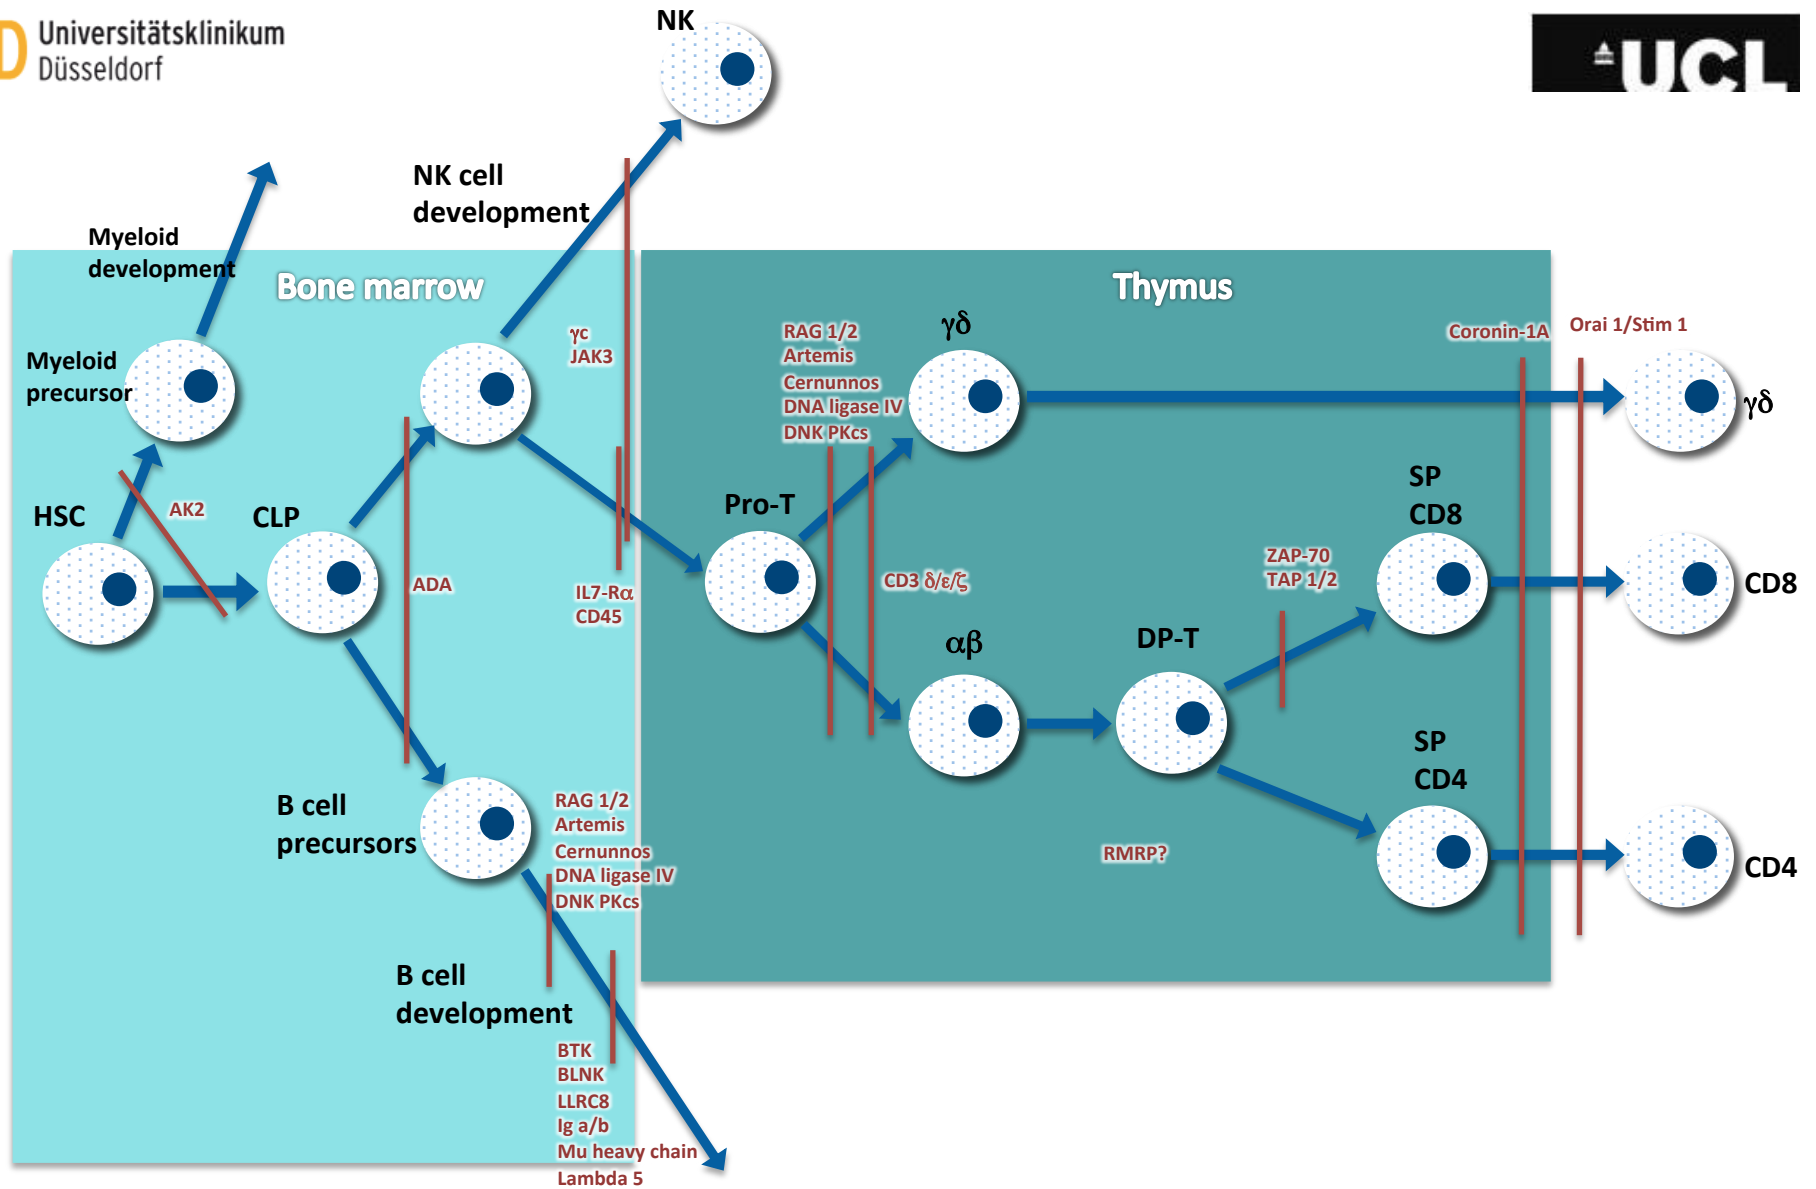 D Universitätsklinikum
Düsseldorf
UCL
NK
NK cell
development
Myeloid
development
Bone marrow
Thymus
Myeloid
precursor
γc
JAK3
RAG 1/2
Artemis
Cernunnos
DNA ligase IV
DNK PKcs
γδ
Coronin-1A
Orai 1/Stim 1
γδ
HSC
AK2
CLP
ADA
IL7-Rα
CD45
Pro-T
CD3 δ/ε/ζ
αβ
DP-T
ZAP-70
TAP 1/2
SP
CD8
CD8
SP
CD4
CD4
RMRP?
B cell
precursors
RAG 1/2
Artemis
Cernunnos
DNA ligase IV
DNK PKcs
B cell
development
BTK
BLNK
LLRC8
Ig a/b
Mu heavy chain
Lambda 5